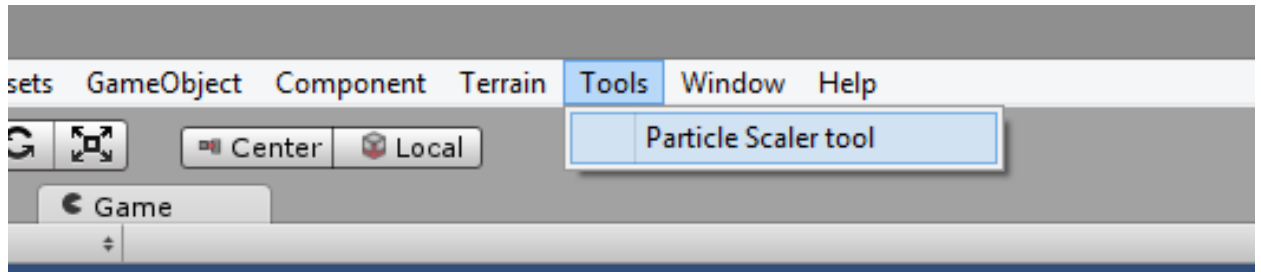 sets GameObject Component Terrain Tools Window Help
Particle Scaler tool
Center Local
Game